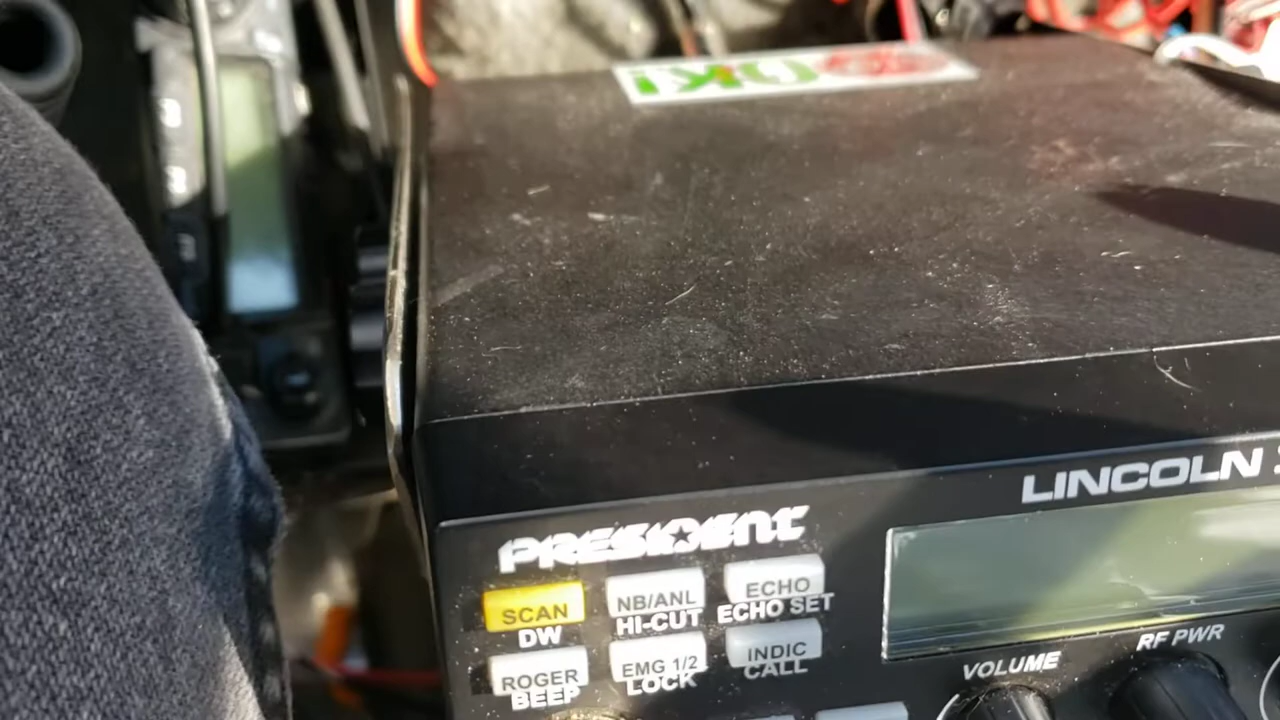 LINCOLN
PRESIDENT
SCAN
DW
NB/ANL
HI-CUT
ECHO
ECHO SET
ROGER
BEEP
EMG 1/2
LOCK
INDIC
CALL
VOLUME
RF PWR